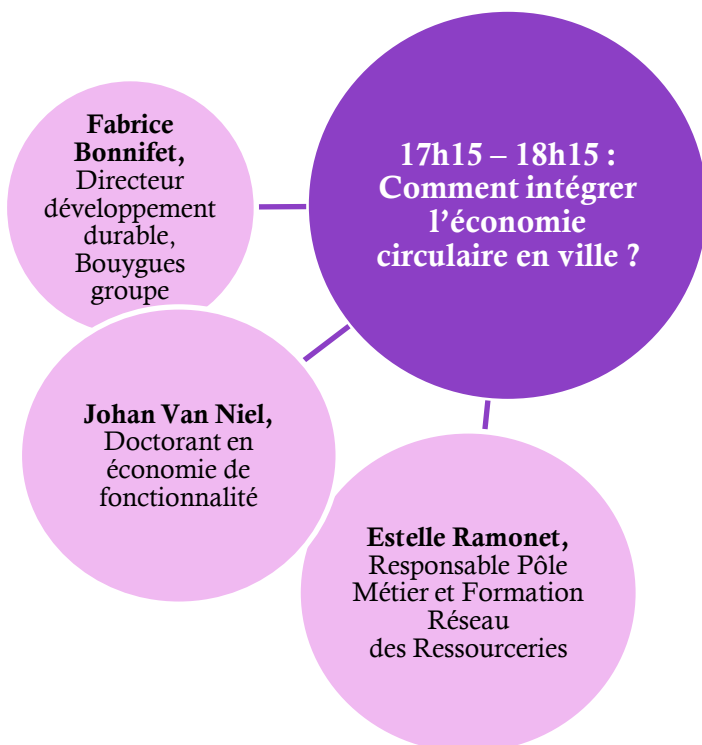 17h15 – 18h15 :
Comment intégrer
l’économie
circulaire en ville ?
Fabrice
Bonnifet,
Directeur
développement
durable,
Bouygues
groupe
Johan Van Niel,
Doctorant en
économie de
fonctionnalité
Estelle Ramonet,
Responsable Pôle
Métier et Formation
Réseau
des Ressourceries